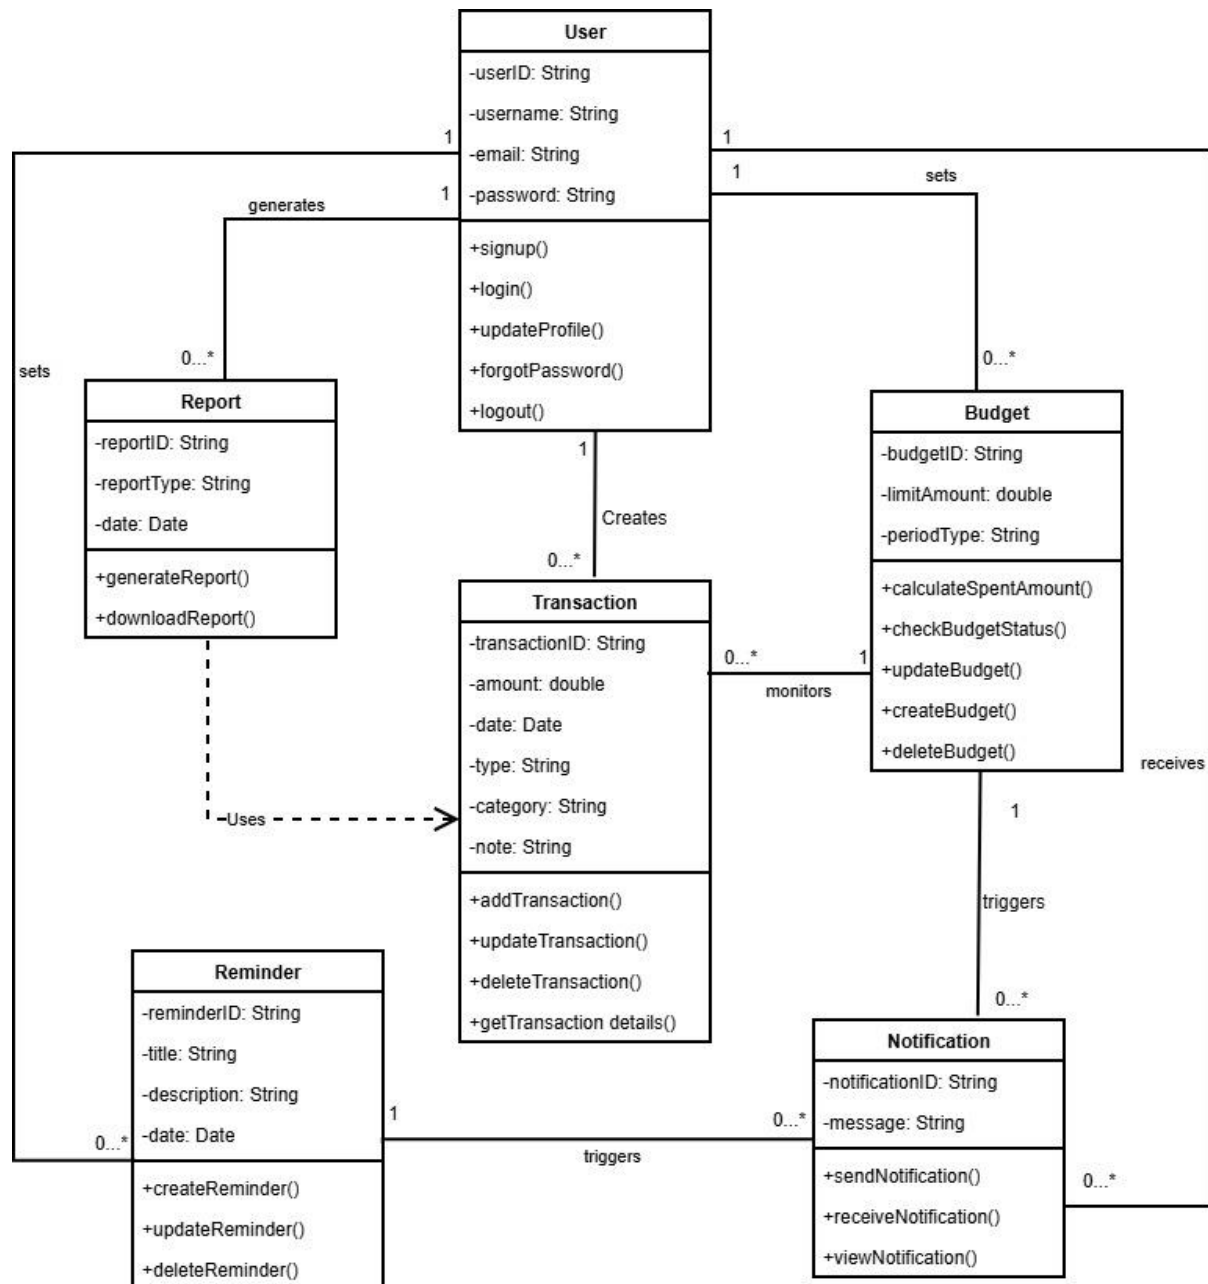 User
-userID: String
-username: String
-email: String
-password: String
+signup()
+login()
+updateProfile()
+forgotPassword()
+logout()
1
1
generates
0...*
sets
1
1
sets
0...*
Report
-reportID: String
-reportType: String
-date: Date
+generateReport()
+downloadReport()
1
Creates
0...*
Budget
-budgetID: String
-limitAmount: double
-periodType: String
+calculateSpentAmount()
+checkBudgetStatus()
+updateBudget()
+createBudget()
+deleteBudget()
Transaction
-transactionID: String
-amount: double
-date: Date
-type: String
-category: String
-note: String
+addTransaction()
+updateTransaction()
+deleteTransaction()
+getTransaction details()
0...*
1
monitors
receives
Uses
1
triggers
0...*
Reminder
-reminderID: String
-title: String
-description: String
-date: Date
+createReminder()
+updateReminder()
+deleteReminder()
0...*
1
triggers
0...*
Notification
-notificationID: String
-message: String
+sendNotification()
+receiveNotification()
+viewNotification()
0...*